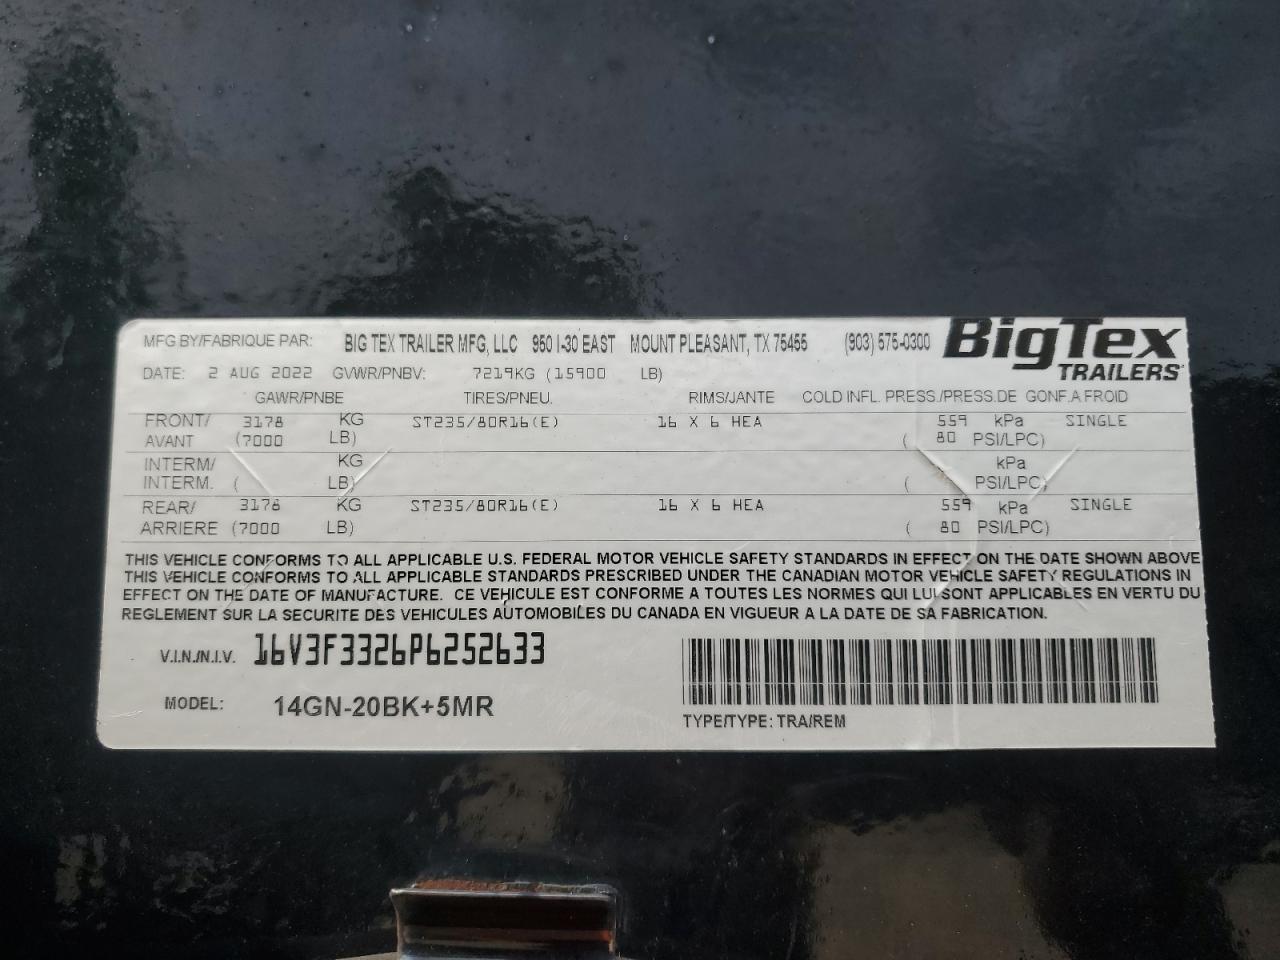 MFG BY/FABRIQUE PAR: BIG TEX TRAILER MFG, LLC 950 I-30 EAST MOUNT PLEASANT, TX 75455 (903) 575-0300 BigTex TRAILERS
DATE: 2 AUG 2022 GVWR/PNBV: 7219KG (15900 LB)
GAWR/PNBE TIRES/PNEU. RIMS/JANTE COLD INFL. PRESS./PRESS.DE GONF.A FROID
FRONT/ 3178 KG ST235/80R16(E) 16 X 6 HEA 559 kPa SINGLE
AVANT (7000 LB) ( 80 PSI/LPC)
INTERM/ KG kPa
INTERM. ( LB) ( PSI/LPC)
REAR/ 3178 KG ST235/80R16(E) 16 X 6 HEA 559 kPa SINGLE
ARRIERE (7000 LB) ( 80 PSI/LPC)
THIS VEHICLE CONFORMS TO ALL APPLICABLE U.S. FEDERAL MOTOR VEHICLE SAFETY STANDARDS IN EFFECT ON THE DATE SHOWN ABOVE
THIS VEHICLE CONFORMS TO ALL APPLICABLE STANDARDS PRESCRIBED UNDER THE CANADIAN MOTOR VEHICLE SAFETY REGULATIONS IN
EFFECT ON THE DATE OF MANUFACTURE. CE VEHICULE EST CONFORME A TOUTES LES NORMES QUI LUI SONT APPLICABLES EN VERTU DU
REGLEMENT SUR LA SECURITE DES VEHICULES AUTOMOBILES DU CANADA EN VIGUEUR A LA DATE DE SA FABRICATION.
V.I.N./N.I.V. 16V3F3326P6252633
MODEL: 14GN-20BK+5MR
TYPE/TYPE: TRA/REM